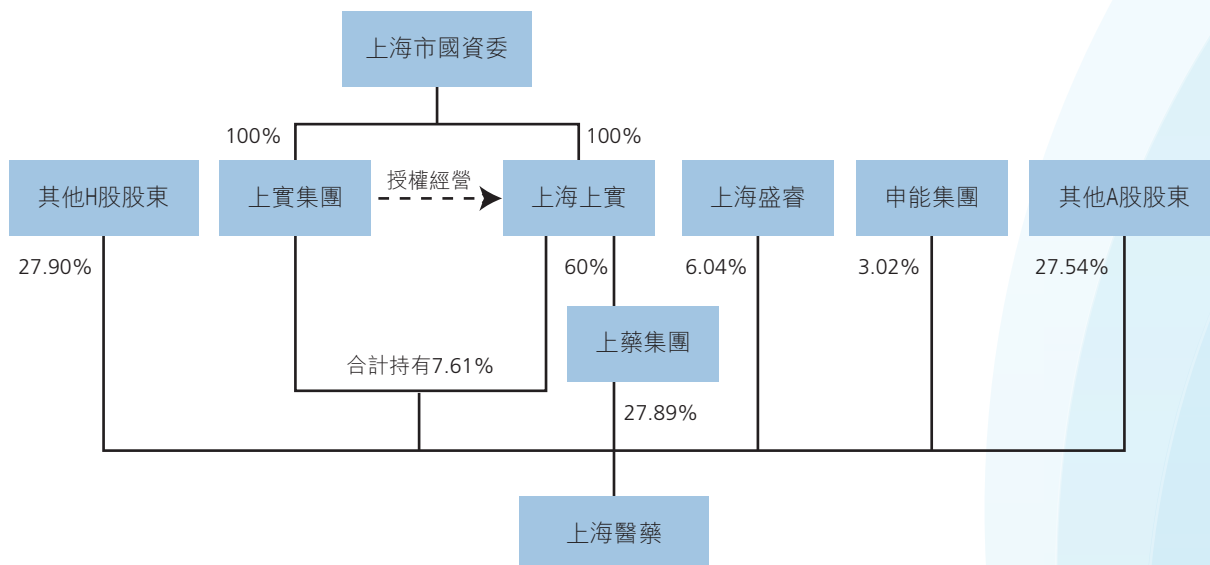 上海市國資委
100%
100%
其他H股股東
上實集團
授權經營
上海上實
上海盛睿
申能集團
其他A股股東
27.90%
60%
6.04%
3.02%
27.54%
上藥集團
合計持有7.61%
27.89%
上海醫藥